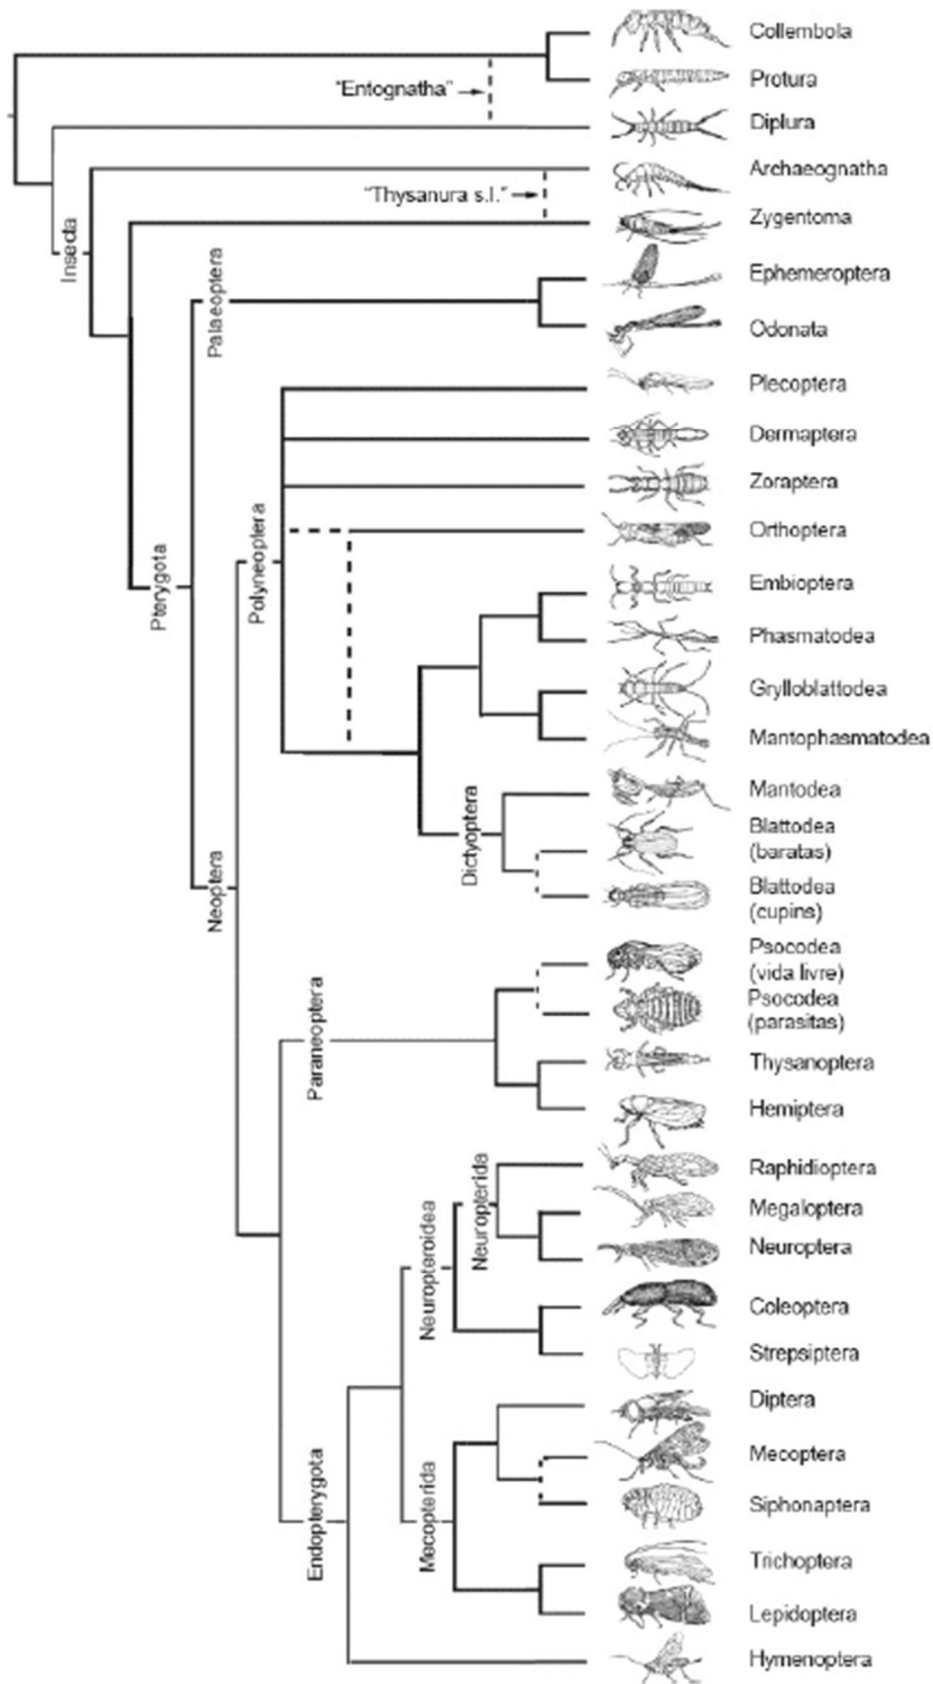 Collembola
"Entognatha"
Protura
Diplura
Archaeognatha
"Thysanura s.l."
Zygentoma
Insecta
Palaeoptera
Ephemeroptera
Odonata
Plecoptera
Dermaptera
Zoraptera
Polyneoptera
Orthoptera
Pterygota
Embioptera
Phasmatodea
Grylloblattodea
Mantophasmatodea
Dictyoptera
Mantodea
Blattodea
(baratas)
Neoptera
Blattodea
(cupins)
Psocodea
(vida livre)
Psocodea
(parasitas)
Paraneoptera
Thysanoptera
Hemiptera
Neuropterida
Raphidioptera
Megaloptera
Neuropteroidea
Neuroptera
Coleoptera
Strepsiptera
Diptera
Mecoptera
Endopterygota
Mecopterida
Siphonaptera
Trichoptera
Lepidoptera
Hymenoptera